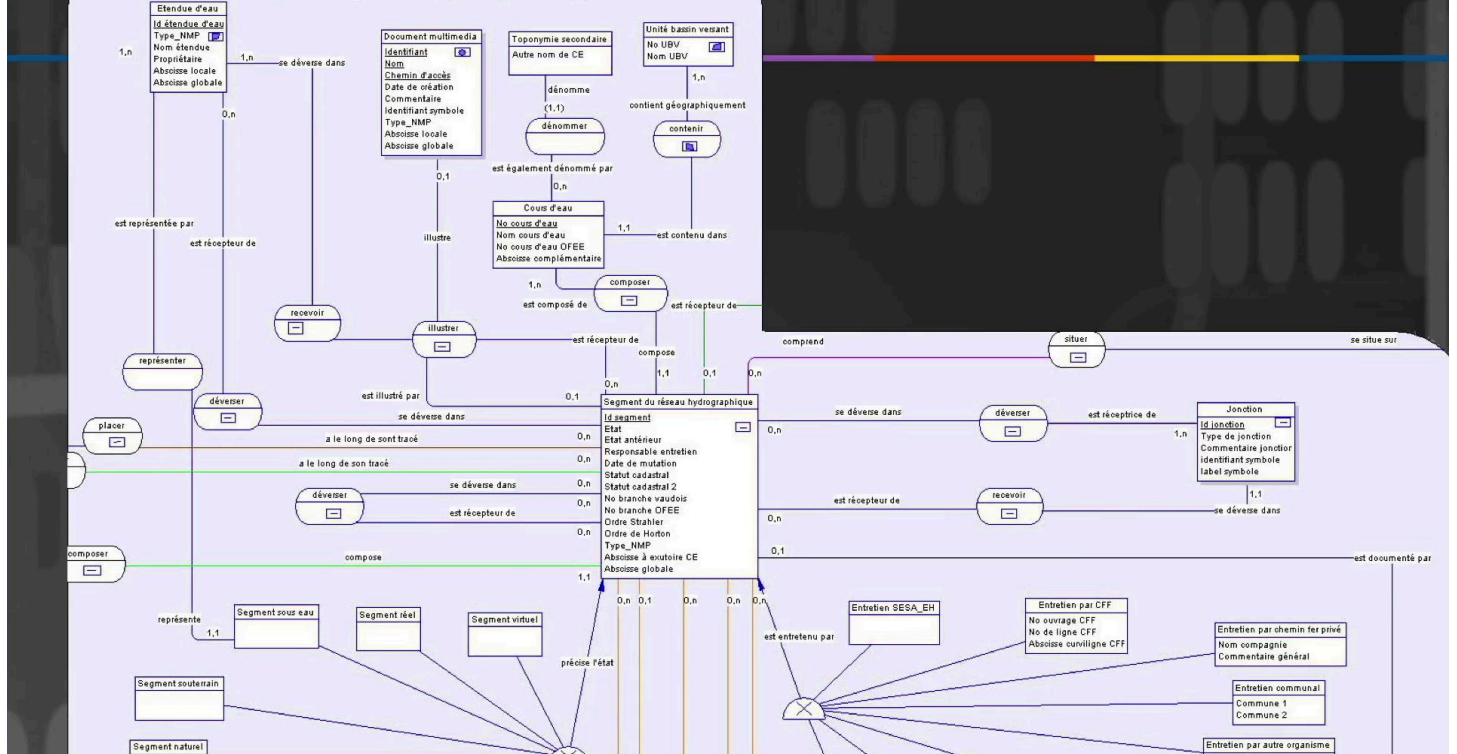 Etendue d'eau
Id étendue d'eau
Type_NMP
Nom étendue
Propriétaire
Abscisse locale
Abscisse globale
1,n
1,n
se déverse dans
0,n
Document multimedia
Identifiant
Nom
Chemin d'accès
Date de création
Commentaire
Identifiant symbole
Type_NMP
Abscisse locale
Abscisse globale
0,1
Toponymie secondaire
Autre nom de CE
dénomme
(1,1)
dénommer
est également dénommé par
0,n
Unité bassin versant
No UBV
Nom UBV
1,n
contient géographiquement
contenir
Cours d'eau
No cours d'eau
Nom cours d'eau
No cours d'eau OFEE
Abscisse complémentaire
1,1
est contenu dans
est représentée par
est récepteur de
illustre
1,n
est composé de
composer
est récepteur de
recevoir
illustrer
est récepteur de
compose
comprend
situer
se situe sur
représenter
1,1
0,1
0,n
0,n
est illustré par
0,1
déverser
se déverse dans
placer
a le long de sont tracé
0,n
a le long de son tracé
0,n
se déverse dans
0,n
déverser
0,n
est récepteur de
0,n
composer
compose
1,1
Segment du réseau hydrographique
Id segment
Etat
Etat antérieur
Responsable entretien
Date de mutation
Statut cadastral
Statut cadastral 2
No branche vaudois
No branche OFEE
Ordre Strahler
Ordre de Horton
Type_NMP
Abscisse à exutoire CE
Abscisse globale
se déverse dans
0,n
déverser
est réceptrice de
1,n
Jonction
Id jonction
Type de jonction
Commentaire jonction
identifiant symbole
label symbole
1,1
se déverse dans
est récepteur de
0,n
recevoir
0,1
est documenté par
0,n
0,1
0,n
0,n
0,n
représente
1,1
Segment sous eau
Segment réel
Segment virtuel
précise l'état
est entretenu par
Entretien SESA_EH
Entretien par CFF
No ouvrage CFF
No de ligne CFF
Abscisse curviligne CFF
Entretien par chemin fer privé
Nom compagnie
Commentaire général
Segment souterrain
Entretien communal
Commune 1
Commune 2
Segment naturel
Entretien par autre organisme